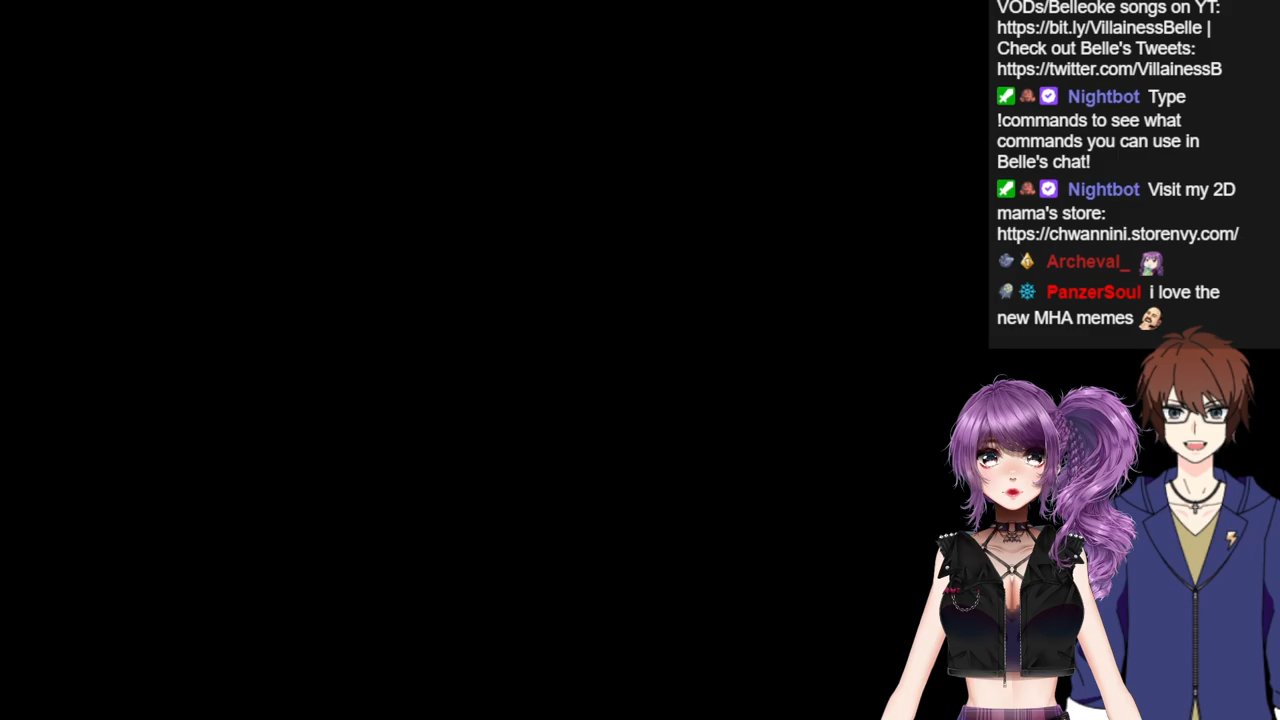 VODs/Belleoke songs on YT:
https://bit.ly/VillainessBelle |
Check out Belle's Tweets:
https://twitter.com/VillainessB
Nightbot Type
!commands to see what
commands you can use in
Belle's chat!
Nightbot Visit my 2D
mama's store:
https://chwannini.storenvy.com/
Archeval_
PanzerSoul i love the
new MHA memes